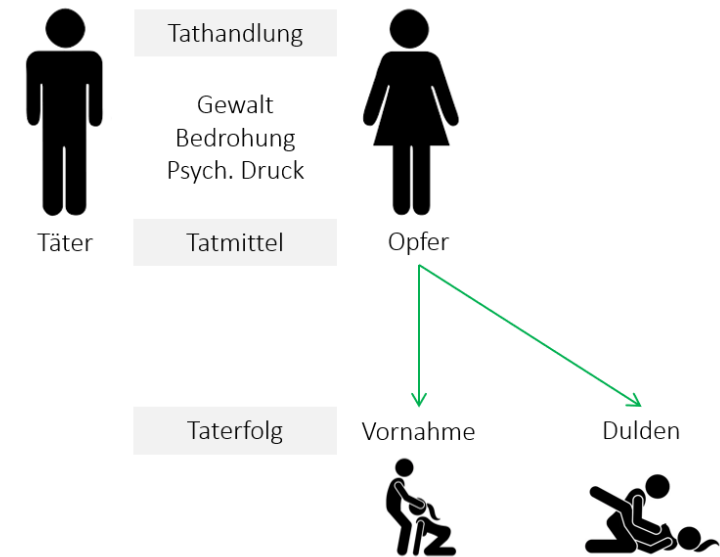 Tathandlung
Gewalt
Bedrohung
Psych. Druck
Täter
Tatmittel
Opfer
Taterfolg
Vornahme
Dulden